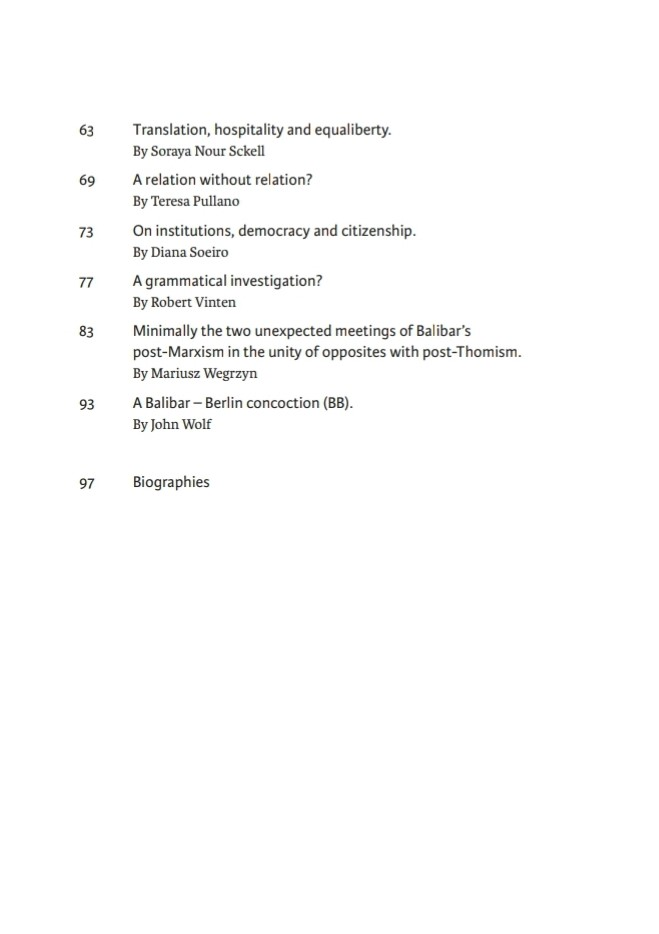 63 Translation, hospitality and equaliberty.
By Soraya Nour Sckell
69 A relation without relation?
By Teresa Pullano
73 On institutions, democracy and citizenship.
By Diana Soeiro
77 A grammatical investigation?
By Robert Vinten
83 Minimally the two unexpected meetings of Balibar’s
post-Marxism in the unity of opposites with post-Thomism.
By Mariusz Wegrzyn
93 A Balibar – Berlin concoction (BB).
By John Wolf
97 Biographies